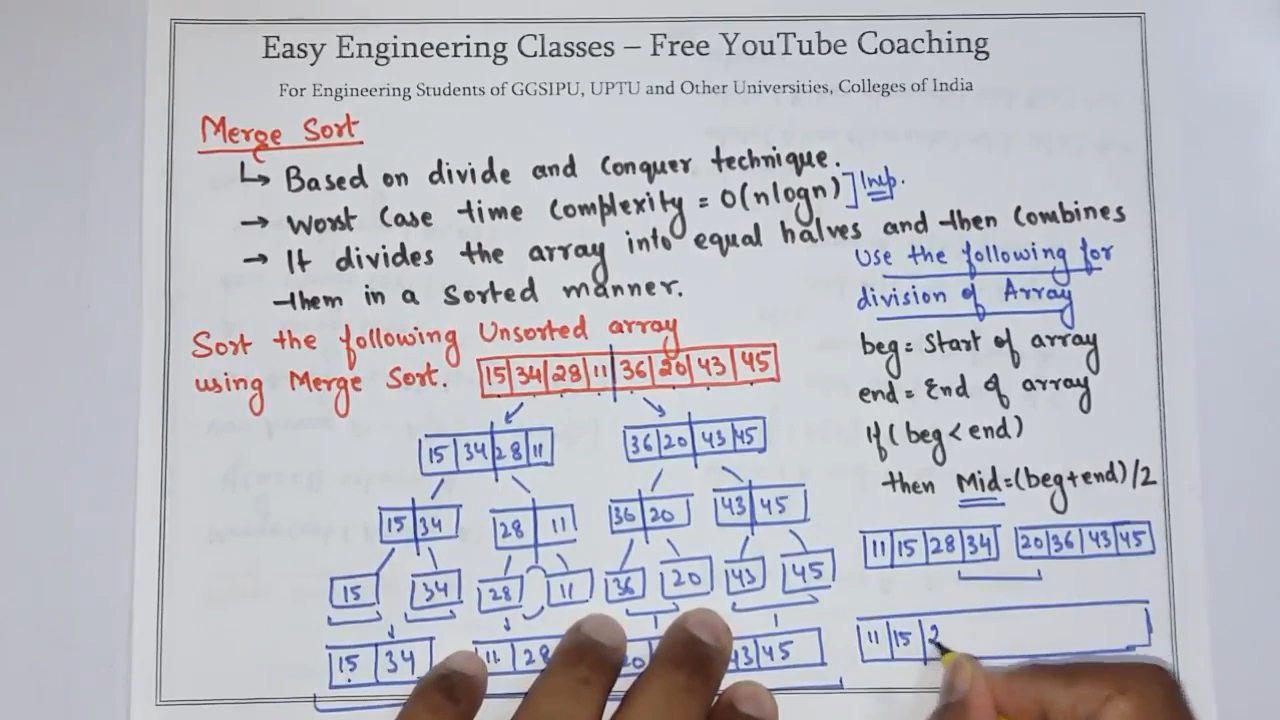 Easy Engineering Classes – Free YouTube Coaching
For Engineering Students of GGSIPU, UPTU and Other Universities, Colleges of India
Merge Sort
↳ Based on divide and conquer technique.
→ Worst Case time Complexity = O(nlogn)] Imp.
→ It divides the array into equal halves and then combines
them in a sorted manner.
Use the following for
division of Array
beg = Start of array
end = End of array
If (beg < end)
then Mid = (beg+end)/2
Sort the following Unsorted array
using Merge Sort.
15 34 28 11 36 20 43 45
15 34 28 11 36 20 43 45
15 34 28 11 36 20 43 45
15 34 28 11 36 20 43 45
15 34 11 28 20 43 45
11 15 28 34 20 36 43 45
11 15 2